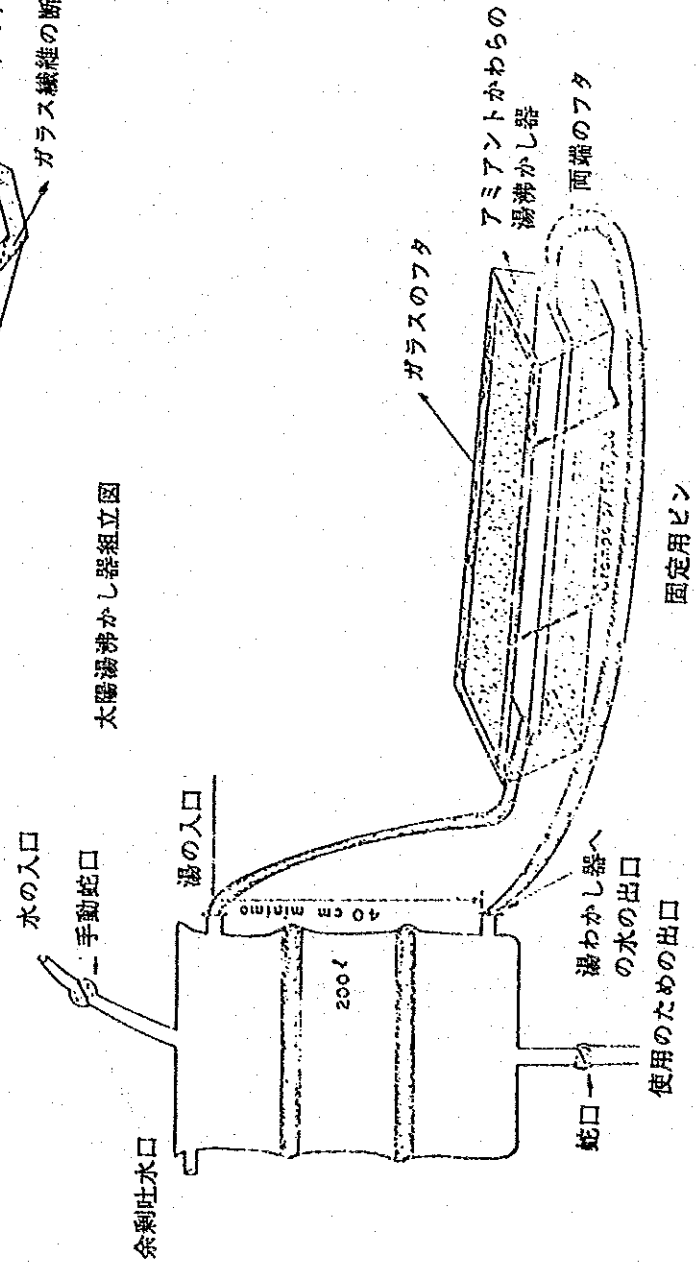 ガラス繊維の断
太陽湯沸かし器組立図
水の入口
手動蛇口
余剰吐水口
湯の入口
40 cm minimo
200ℓ
ガラスのフタ
アミアントかわらの
湯沸かし器
両端のフタ
湯わかし器へ
の水の出口
蛇口
使用のための出口
固定用ピン